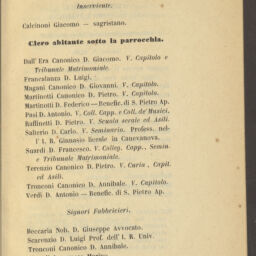 Inserviente.
Calcinoni Giacomo — sagristano.
Clero abitante sotto la parrocchia.
Dall' Era Canonico D. Giacomo. V. Capitolo e
Tribunale Matrimoniale.
Francalanza D. Luigi.
Magani Canonico D. Giovanni. V. Capitolo.
Martinetti Canonico D. Pietro. V. Capitolo.
Martinotti D. Federico — Benefic. di S. Pietro Ap.
Pasi D. Antonio. V. Coll. Capp. e Coll. de' Musici.
Raffinetti D. Pietro. V. Scuola serale ed Asili.
Salterio D. Carlo. V. Seminario. Profess. nel-
l' I. R. Ginnasio liceale in Canevanova.
Suardi D. Francesco. V. Colleg. Capp., Semin.
e Tribunale Matrimoniale.
Terenzio Canonico D. Pietro. V. Curia, Capit.
ed Asili.
Tronconi Canonico D. Annibale. V. Capitolo.
Verdi D. Antonio — Benefic. di S. Pietro Ap.
Signori Fabbricieri.
Beccaria Nob. D. Giuseppe Avvocato.
Scarenzio D. Luigi Prof. dell' I. R. Univ.
Tronconi Canonico D. Annibale.